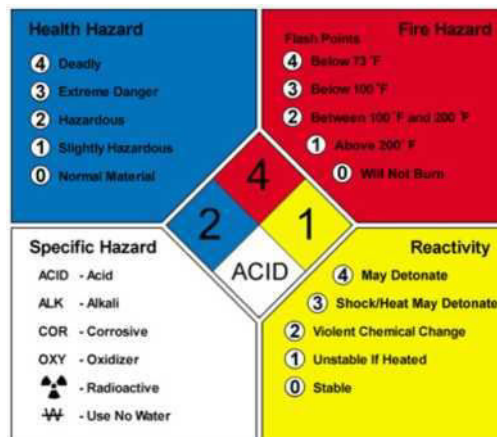 Health Hazard
4 Deadly
3 Extreme Danger
2 Hazardous
1 Slightly Hazardous
0 Normal Material
Fire Hazard
Flash Points
4 Below 73 °F
3 Below 100 °F
2 Between 100 °F and 200 °F
1 Above 200° F
0 Will Not Burn
4
2
1
ACID
Specific Hazard
ACID - Acid
ALK - Alkali
COR - Corrosive
OXY - Oxidizer
- Radioactive
W - Use No Water
Reactivity
4 May Detonate
3 Shock/Heat May Detonate
2 Violent Chemical Change
1 Unstable If Heated
0 Stable